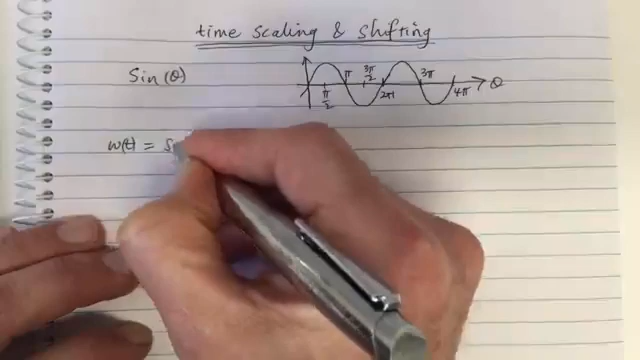 time scaling & shifting
Sin(θ)
π 3π/2 3π θ
π/2 2π 4π
w(t) = S